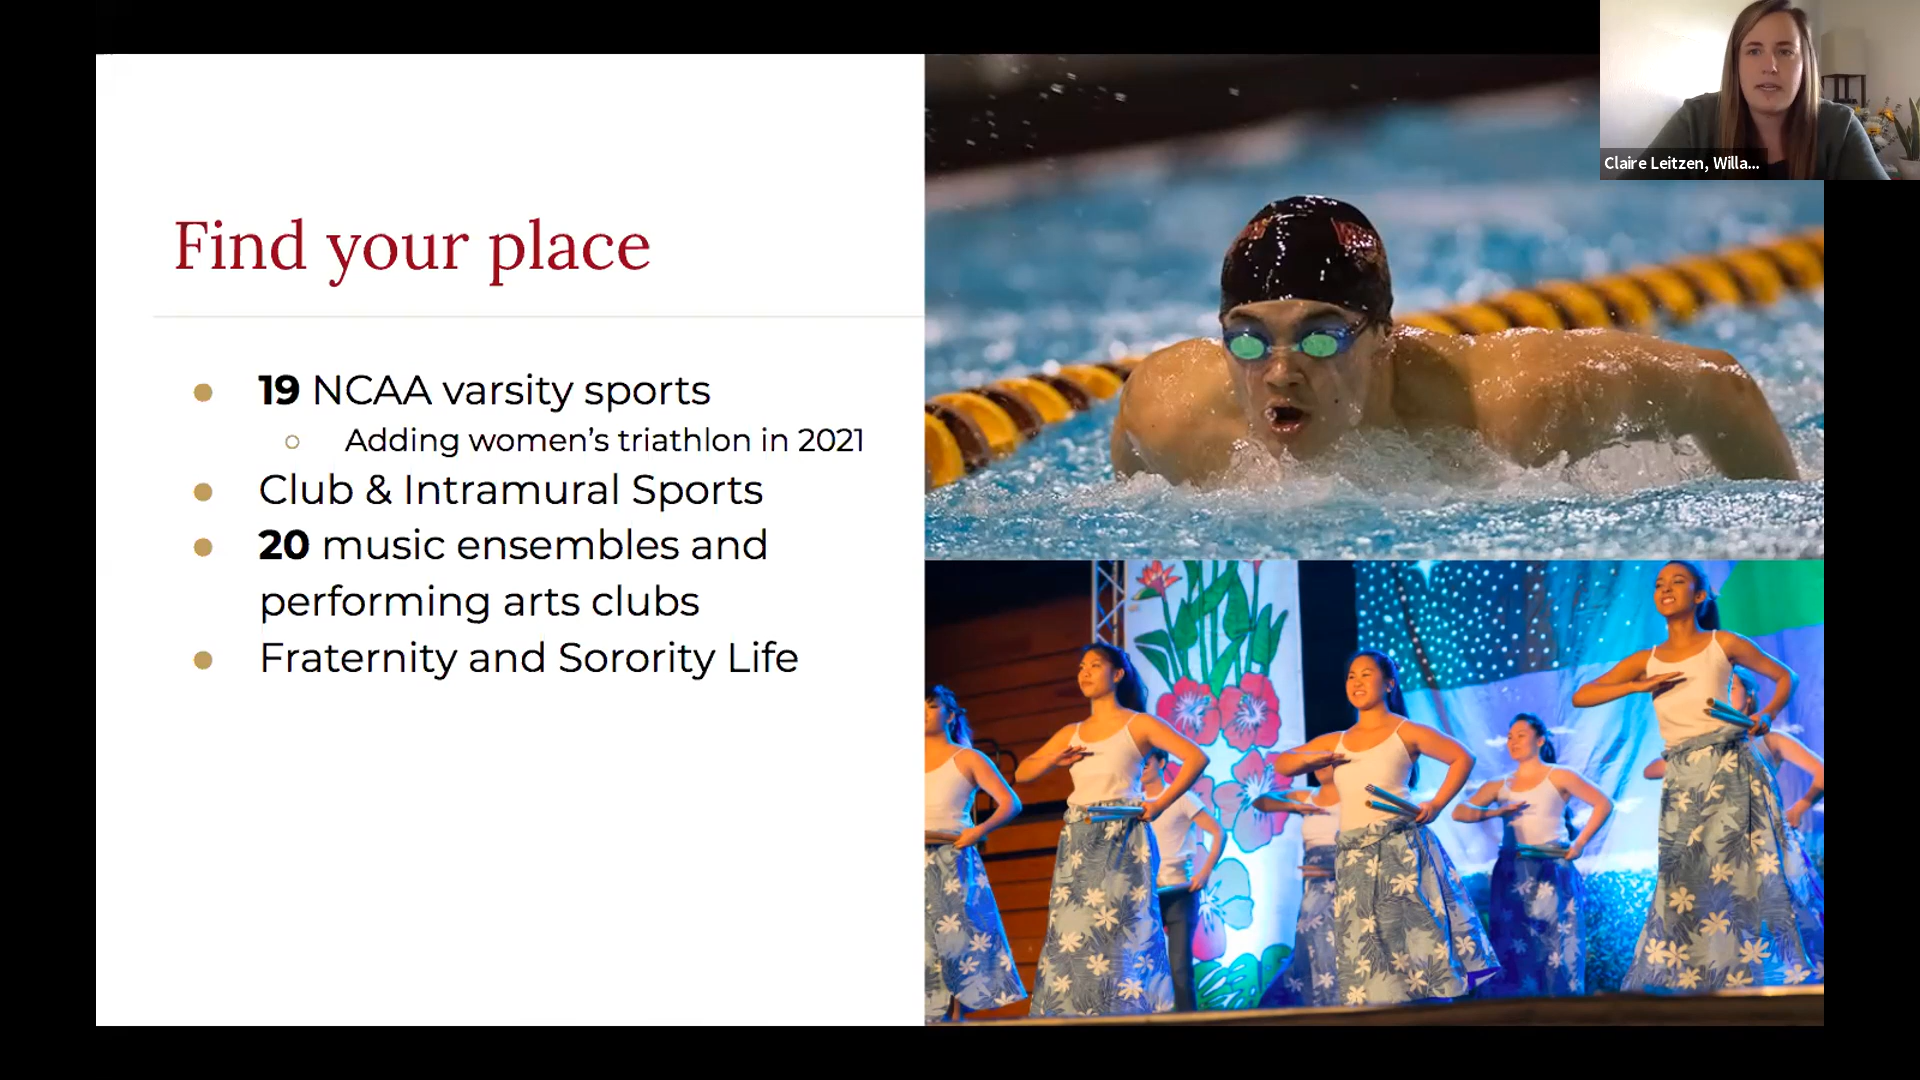 Claire Leitzen, Willa...
Find your place
19 NCAA varsity sports
Adding women's triathlon in 2021
Club & Intramural Sports
20 music ensembles and
performing arts clubs
Fraternity and Sorority Life